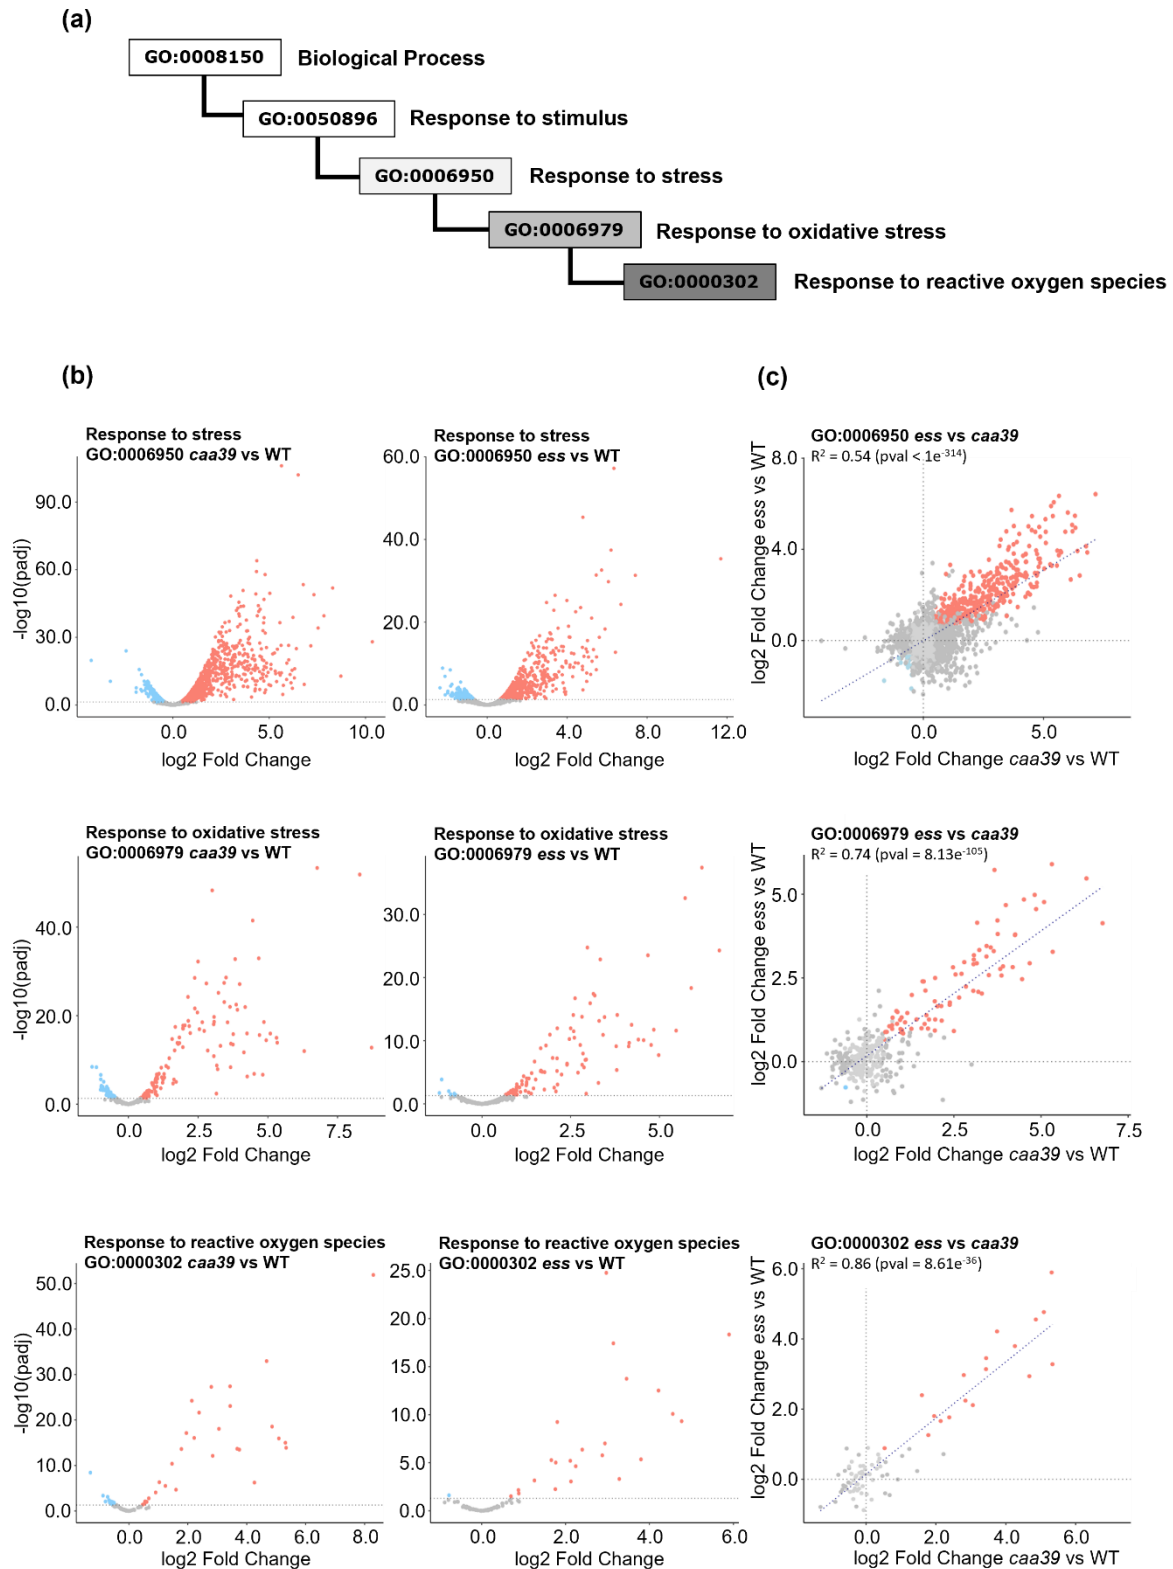 (a)
GO:0008150 Biological Process
GO:0050896 Response to stimulus
GO:0006950 Response to stress
GO:0006979 Response to oxidative stress
GO:0000302 Response to reactive oxygen species
(b)
Response to stress
GO:0006950 caa39 vs WT
-log10(padj)
90.0
60.0
30.0
0.0
0.0 5.0 10.0
log2 Fold Change
Response to stress
GO:0006950 ess vs WT
60.0
40.0
20.0
0.0
0.0 4.0 8.0 12.0
log2 Fold Change
(c)
GO:0006950 ess vs caa39
R² = 0.54 (pval < 1e⁻³¹⁴)
log2 Fold Change ess vs WT
8.0
4.0
0.0
0.0 5.0
log2 Fold Change caa39 vs WT
Response to oxidative stress
GO:0006979 caa39 vs WT
-log10(padj)
40.0
20.0
0.0
0.0 2.5 5.0 7.5
log2 Fold Change
Response to oxidative stress
GO:0006979 ess vs WT
30.0
20.0
10.0
0.0
0.0 2.5 5.0
log2 Fold Change
GO:0006979 ess vs caa39
R² = 0.74 (pval = 8.13e⁻¹⁰⁵)
log2 Fold Change ess vs WT
5.0
2.5
0.0
0.0 2.5 5.0 7.5
log2 Fold Change caa39 vs WT
Response to reactive oxygen species
GO:0000302 caa39 vs WT
-log10(padj)
50.0
40.0
30.0
20.0
10.0
0.0
0.0 2.0 4.0 6.0 8.0
log2 Fold Change
Response to reactive oxygen species
GO:0000302 ess vs WT
25.0
20.0
15.0
10.0
5.0
0.0
0.0 2.0 4.0 6.0
log2 Fold Change
GO:0000302 ess vs caa39
R² = 0.86 (pval = 8.61e⁻³⁶)
log2 Fold Change ess vs WT
6.0
4.0
2.0
0.0
0.0 2.0 4.0 6.0
log2 Fold Change caa39 vs WT